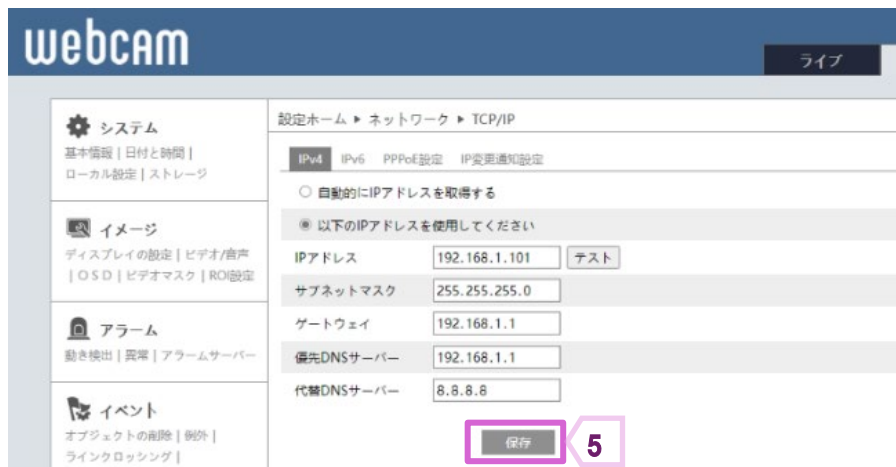 webcam
ライブ
システム
基本情報 | 日付と時間 |
ローカル設定 | ストレージ
イメージ
ディスプレイの設定 | ビデオ/音声
| OSD | ビデオマスク | ROI設定
アラーム
動き検出 | 異常 | アラームサーバー
イベント
オブジェクトの削除 | 例外 |
ラインクロッシング |
設定ホーム ▶ ネットワーク ▶ TCP/IP
IPv4 IPv6 PPPoE設定 IP変更通知設定
自動的にIPアドレスを取得する
以下のIPアドレスを使用してください
IPアドレス 192.168.1.101 テスト
サブネットマスク 255.255.255.0
ゲートウェイ 192.168.1.1
優先DNSサーバー 192.168.1.1
代替DNSサーバー 8.8.8.8
保存 5